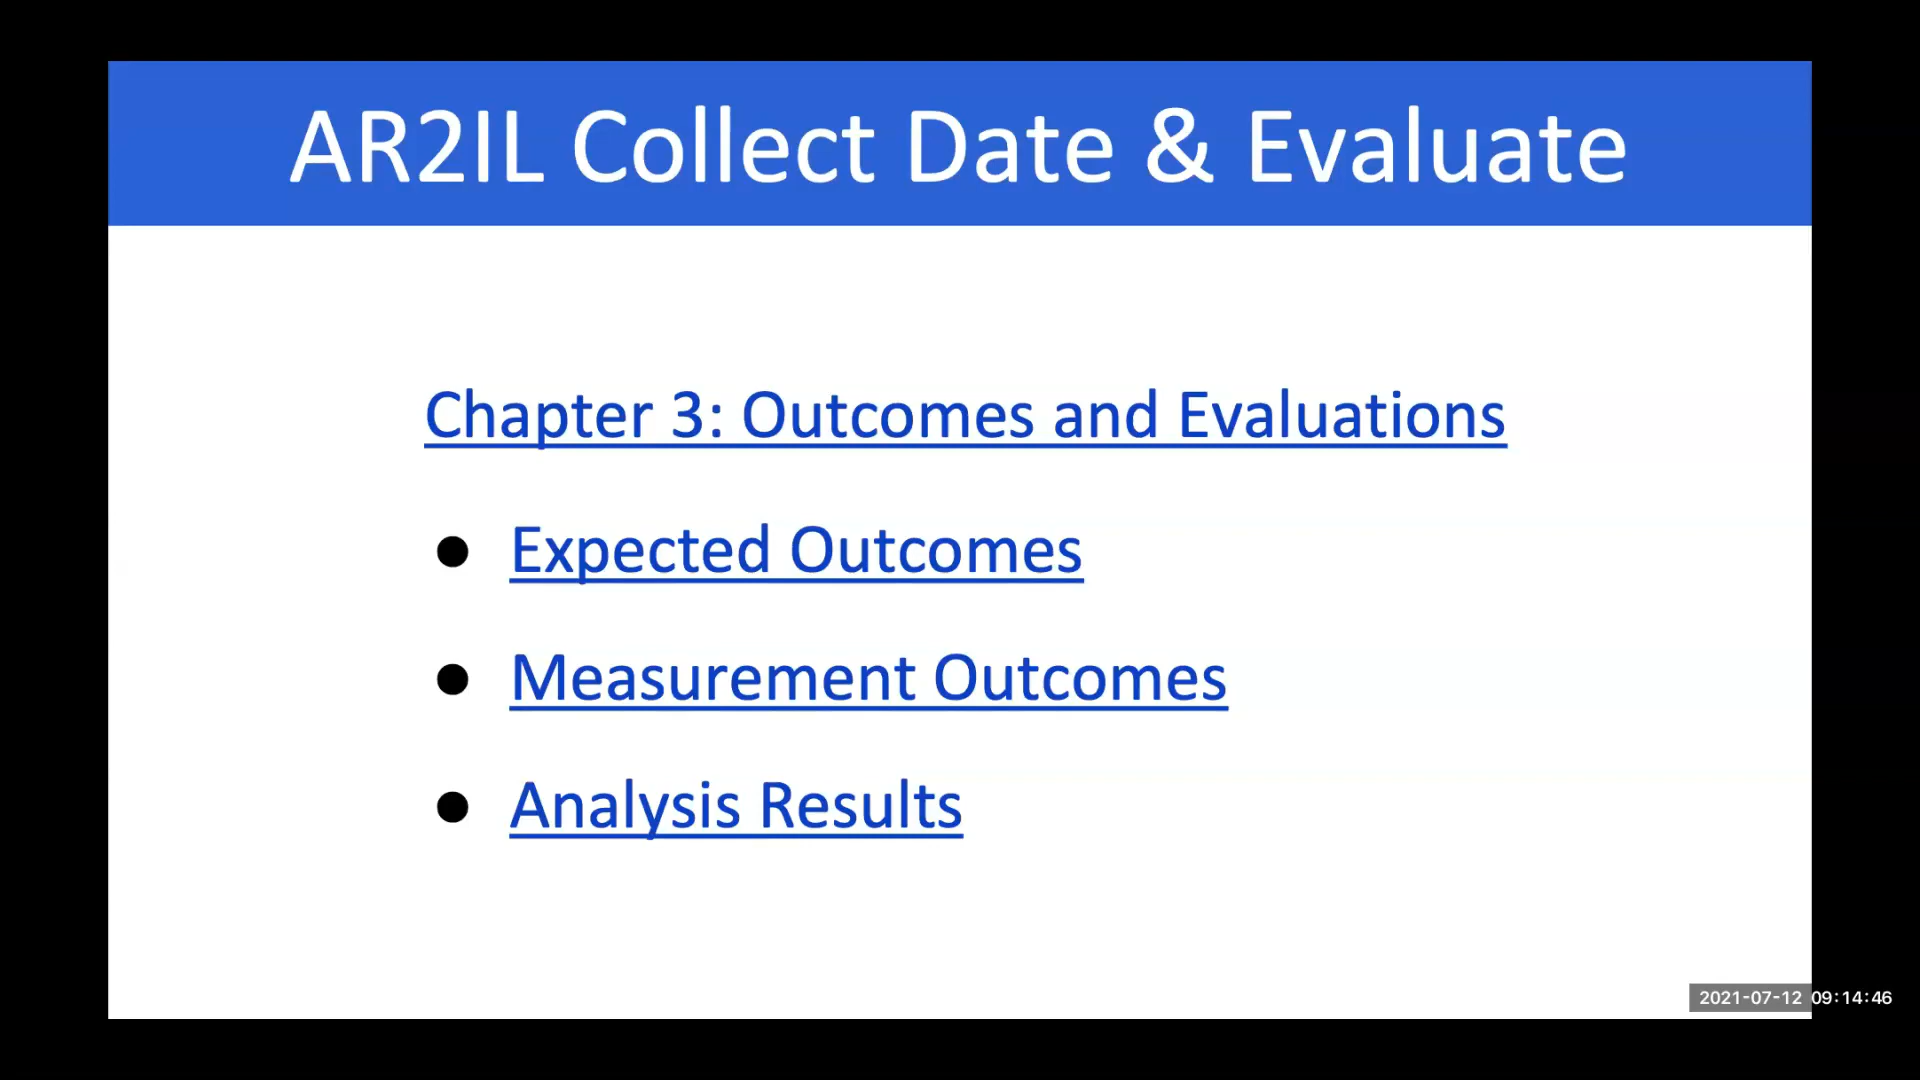 AR2IL Collect Date & Evaluate
Chapter 3: Outcomes and Evaluations
● Expected Outcomes
● Measurement Outcomes
● Analysis Results
2021-07-12 09:14:46